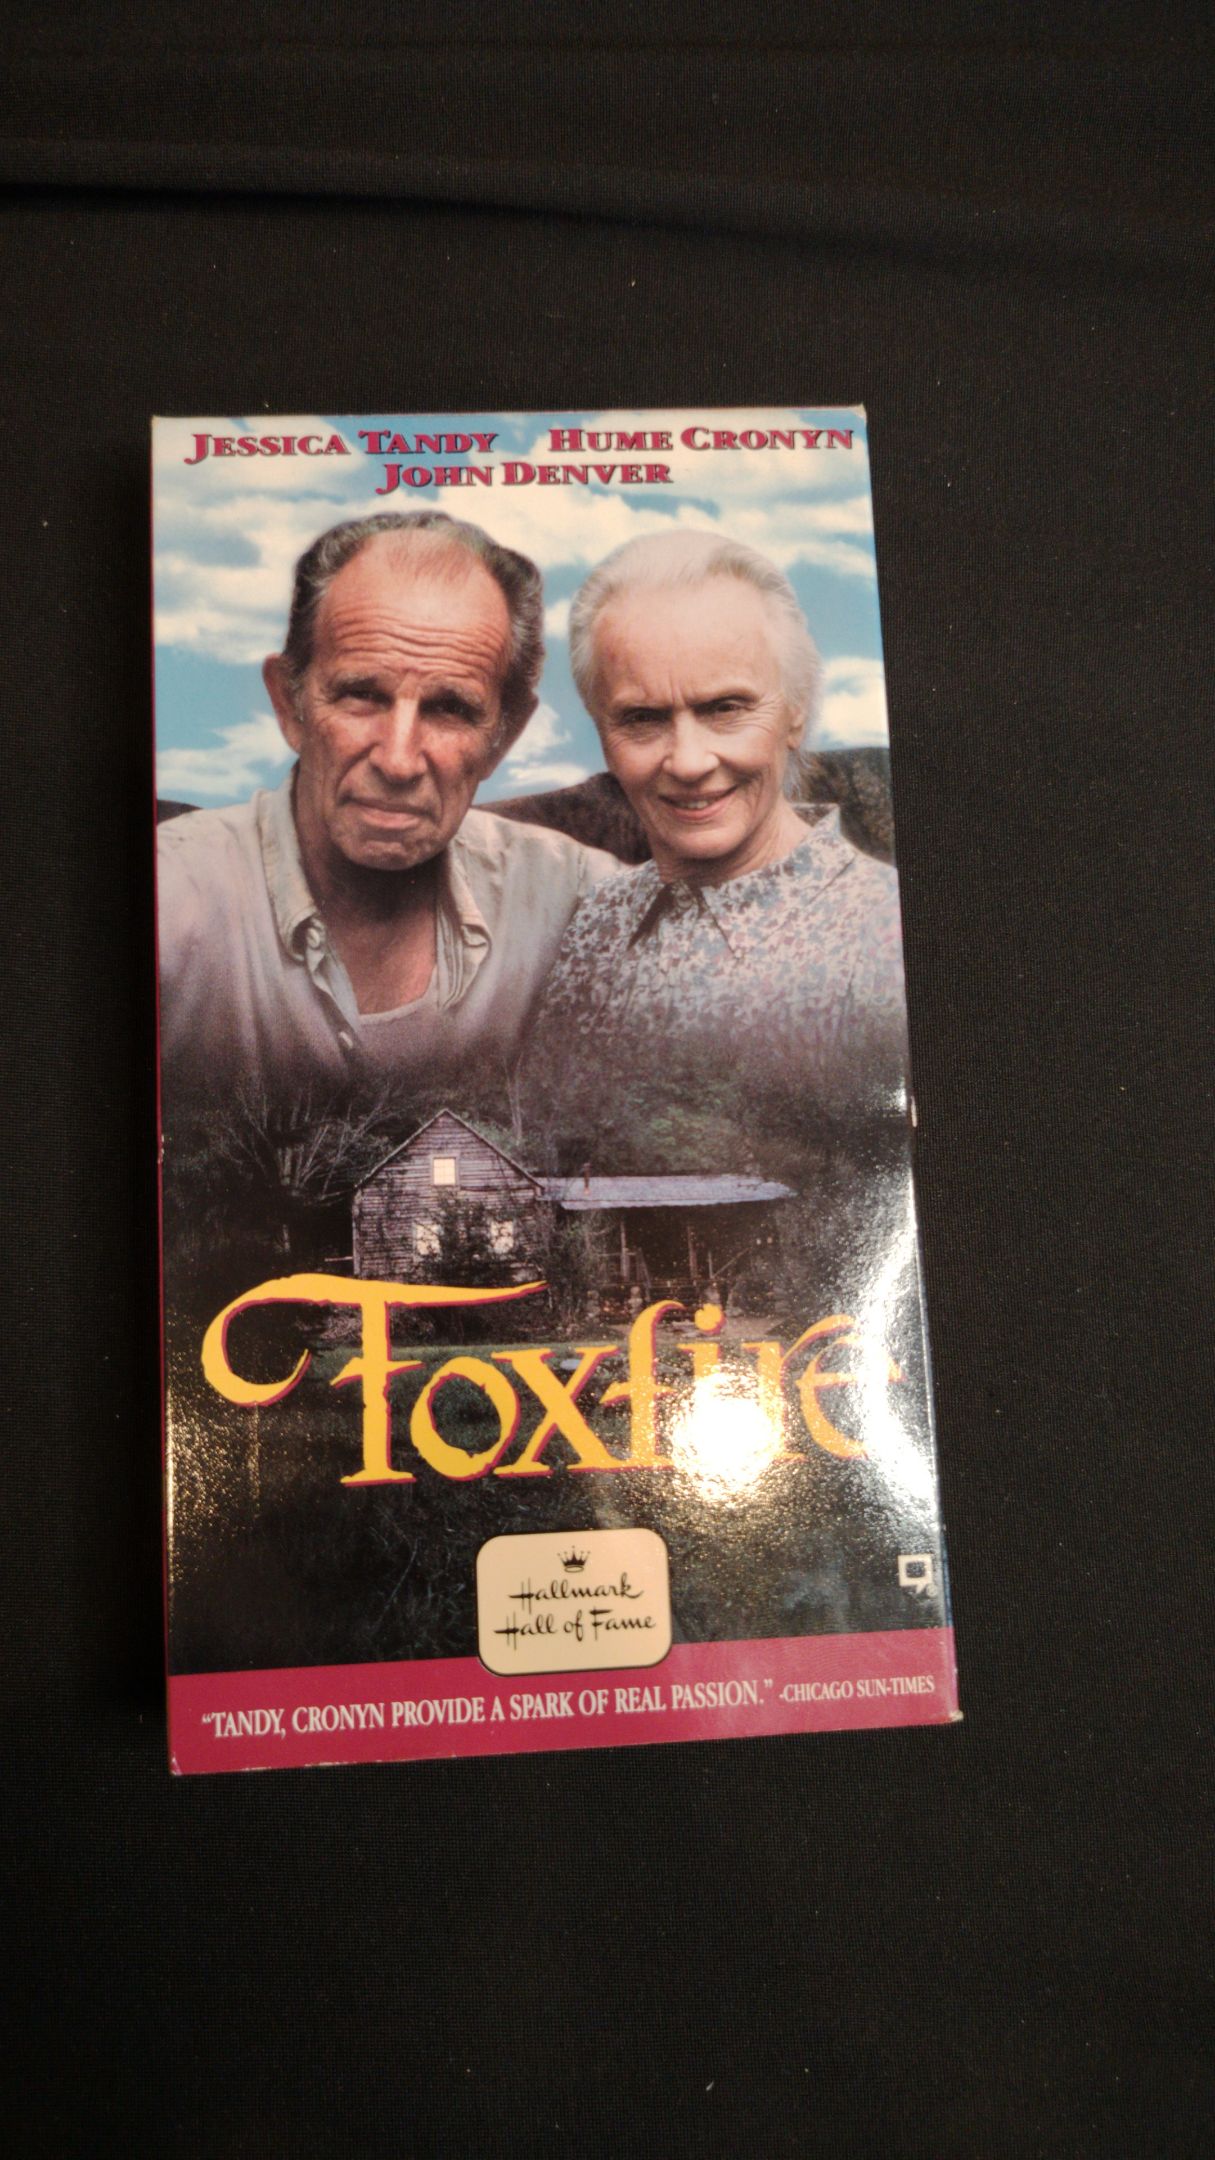 JESSICA TANDY HUME CRONYN
JOHN DENVER
Foxfire
Hallmark
Hall of Fame
"TANDY, CRONYN PROVIDE A SPARK OF REAL PASSION." -CHICAGO SUN-TIMES